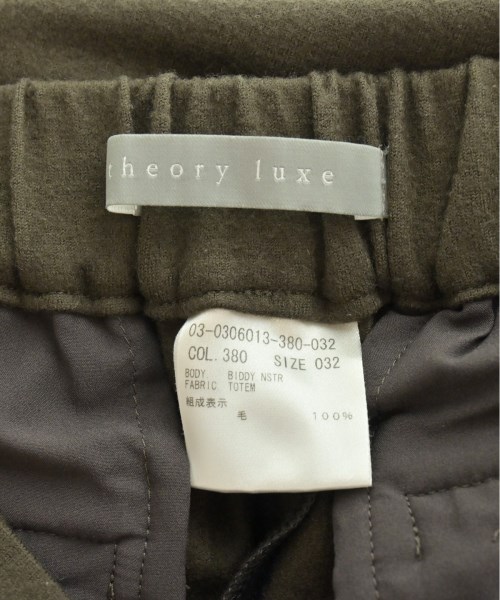 theory luxe
03-0306013-380-032
COL. 380 SIZE 032
BODY BIDDY NSTR
FABRIC TOTEM
組成表示
毛 100%